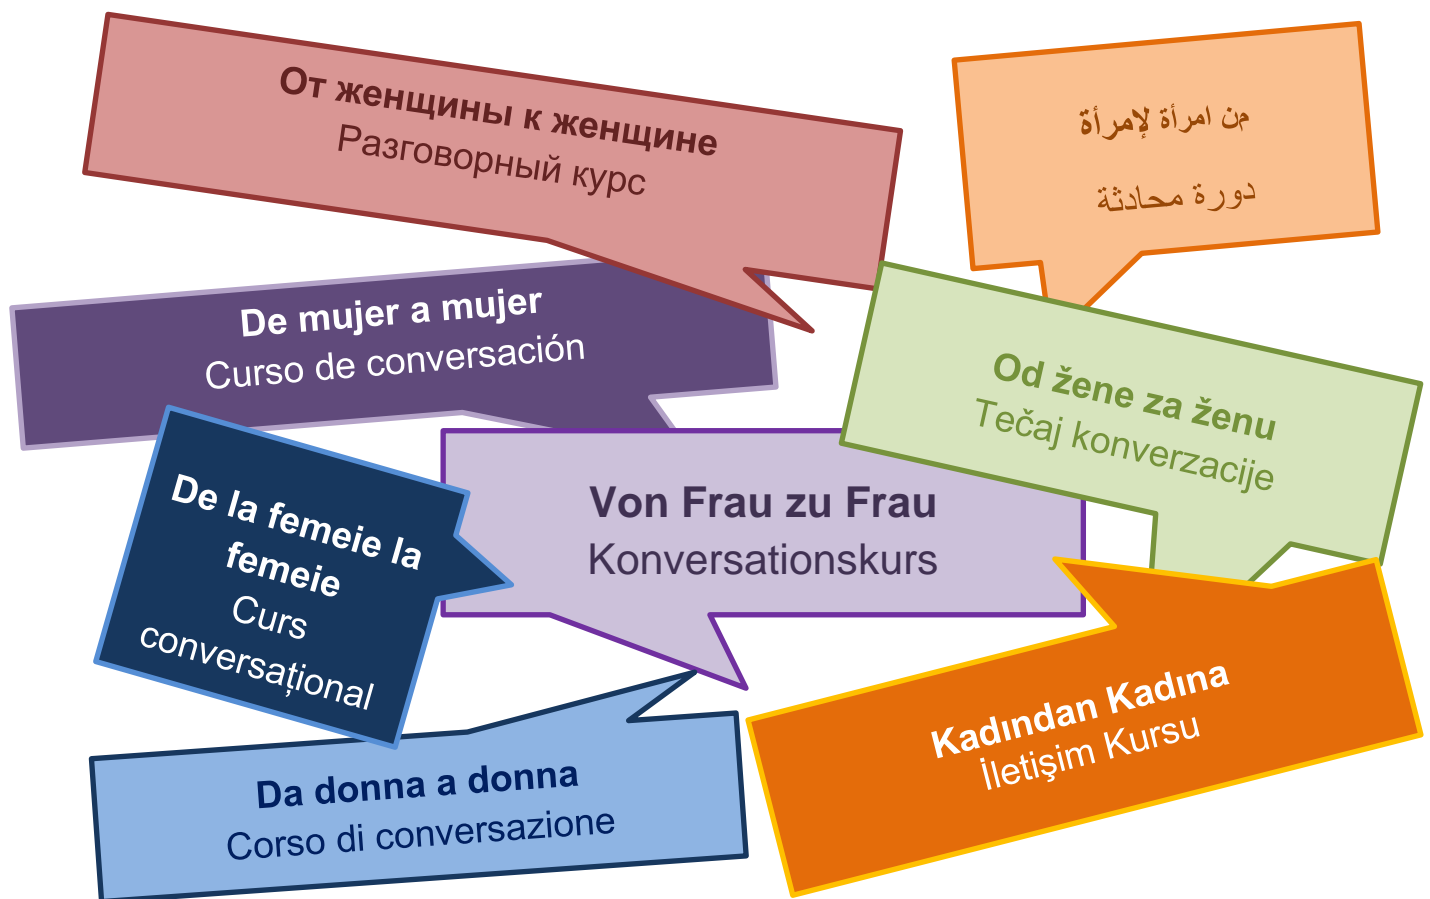 От женщины к женщине
Разговорный курс
من امرأة لإمرأة
دورة محادثة
De mujer a mujer
Curso de conversación
Od žene za ženu
Tečaj konverzacije
De la femeie la
femeie
Curs
conversațional
Von Frau zu Frau
Konversationskurs
Kadından Kadına
İletişim Kursu
Da donna a donna
Corso di conversazione